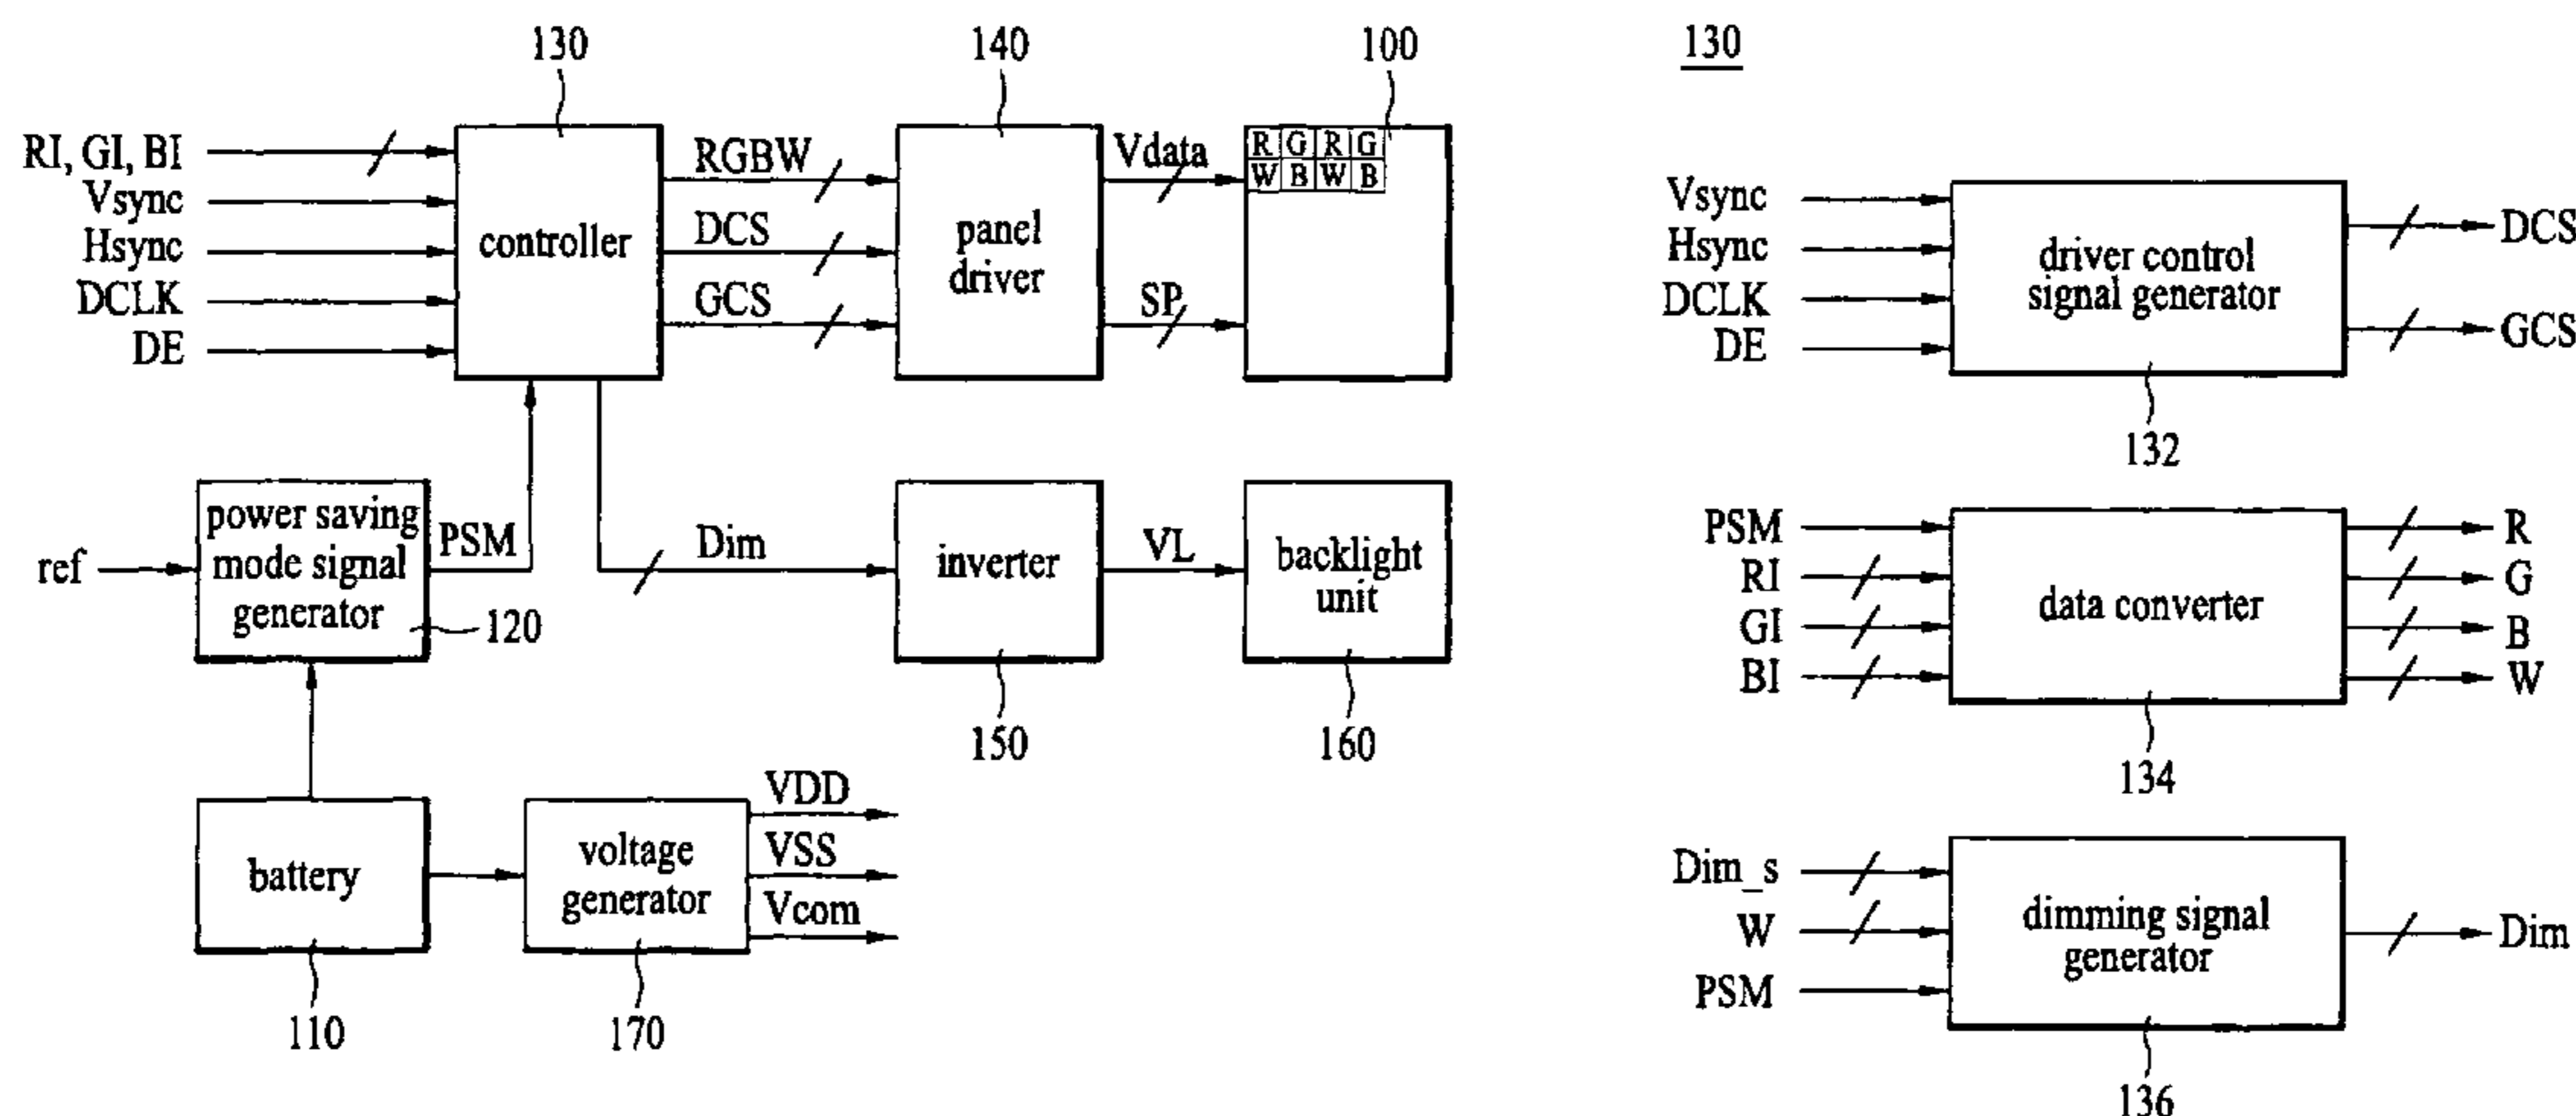 130
140
100
RI, GI, BI
Vsync
Hsync
DCLK
DE
controller
RGBW
DCS
GCS
panel
driver
Vdata
SP
R G R G
W B W B
ref
power saving
mode signal
generator
120
PSM
Dim
inverter
150
VL
backlight
unit
160
battery
110
voltage
generator
170
VDD
VSS
Vcom
130
Vsync
Hsync
DCLK
DE
driver control
signal generator
132
DCS
GCS
PSM
RI
GI
BI
data converter
134
R
G
B
W
Dim_s
W
PSM
dimming signal
generator
136
Dim